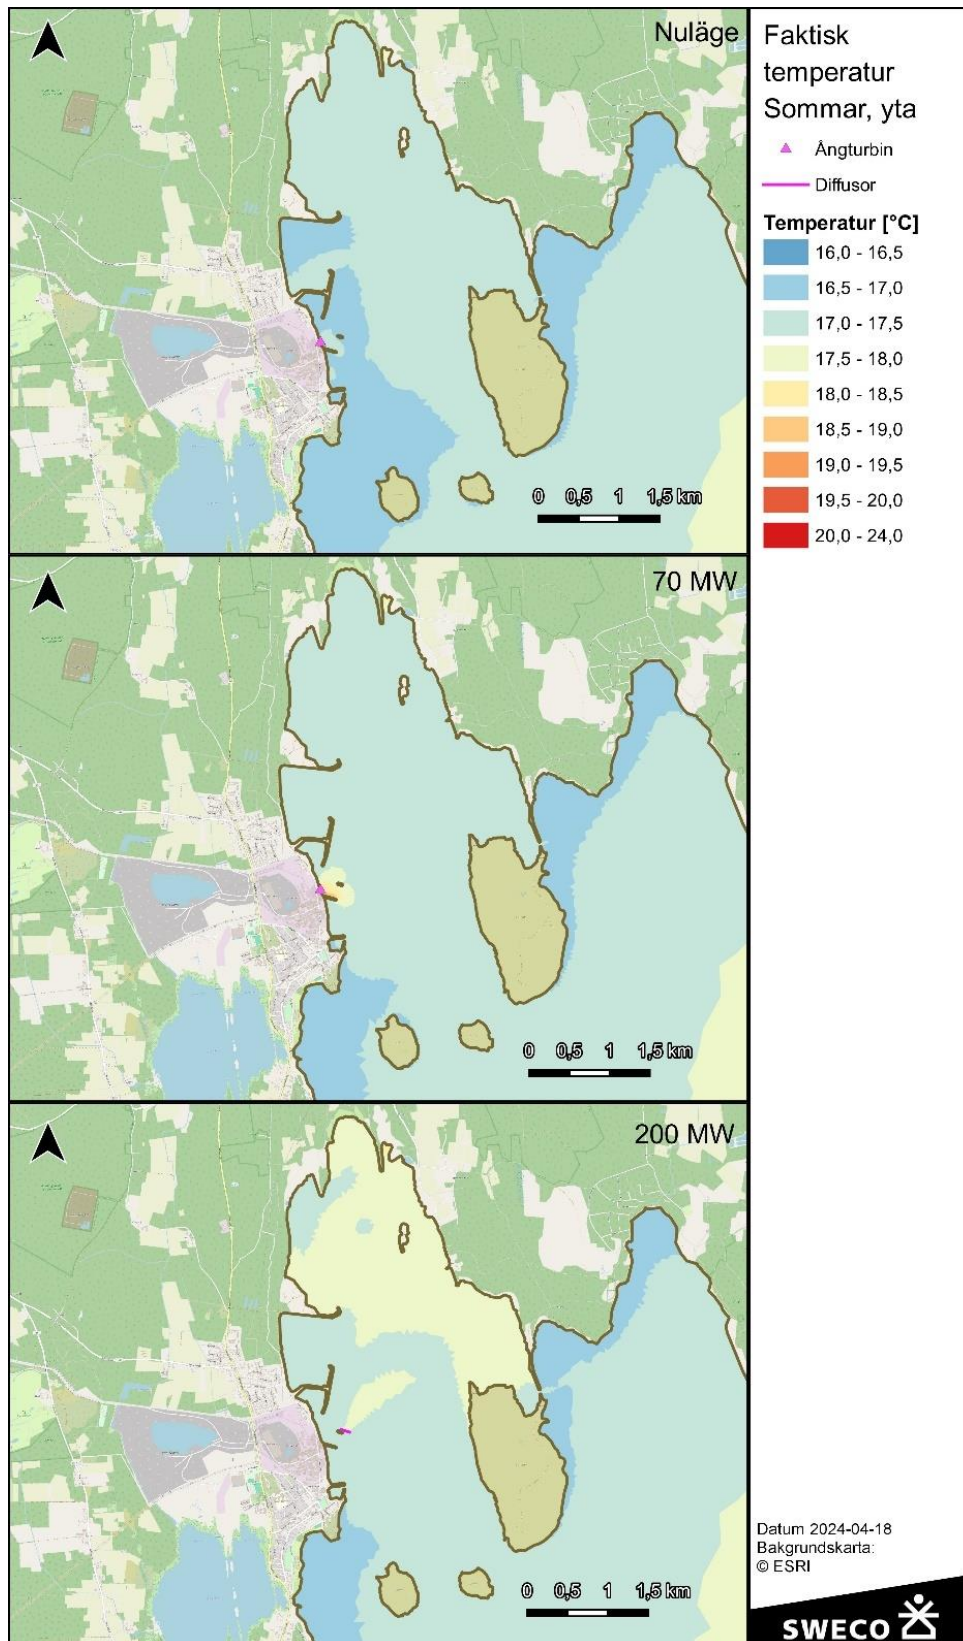 Nuläge
0 0,5 1 1,5 km
70 MW
0 0,5 1 1,5 km
200 MW
0 0,5 1 1,5 km
Faktisk
temperatur
Sommar, yta
Ångturbin
Diffusor
Temperatur [°C]
16,0 - 16,5
16,5 - 17,0
17,0 - 17,5
17,5 - 18,0
18,0 - 18,5
18,5 - 19,0
19,0 - 19,5
19,5 - 20,0
20,0 - 24,0
Datum 2024-04-18
Bakgrundskarta:
© ESRI
SWECO